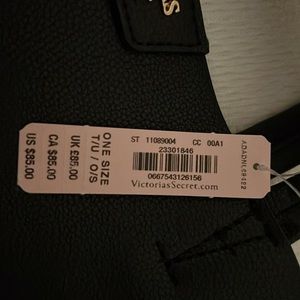 ST 11089004 CC 00A1
23301846
0667543126156
VictoriasSecret.com
ONE SIZE
T/U / O/S
UK £85.00
CA $85.00
US $85.00